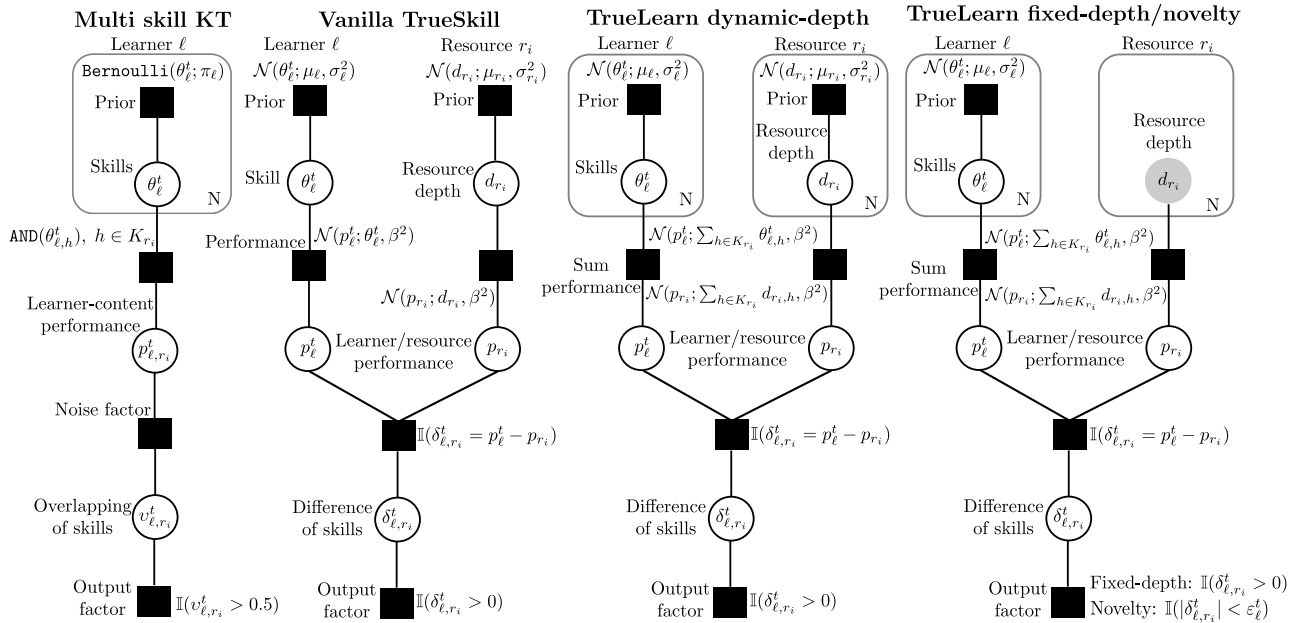 Multi skill KT
Learner ℓ
Bernoulli(θ_ℓ^t; π_ℓ)
Prior
Skills
θ_ℓ^t
N
AND(θ_{ℓ,h}^t), h ∈ K_{r_i}
Learner-content
performance
p_{ℓ,r_i}^t
Noise factor
Overlapping
of skills
υ_{ℓ,r_i}^t
Output
factor
𝕀(υ_{ℓ,r_i}^t > 0.5)
Vanilla TrueSkill
Learner ℓ
𝒩(θ_ℓ^t; μ_ℓ, σ_ℓ^2)
Prior
Skill
θ_ℓ^t
Performance
𝒩(p_ℓ^t; θ_ℓ^t, β^2)
p_ℓ^t
Resource r_i
𝒩(d_{r_i}; μ_{r_i}, σ_{r_i}^2)
Prior
Resource
depth
d_{r_i}
𝒩(p_{r_i}; d_{r_i}, β^2)
Learner/resource
performance
p_{r_i}
𝕀(δ_{ℓ,r_i}^t = p_ℓ^t − p_{r_i})
Difference
of skills
δ_{ℓ,r_i}^t
Output
factor
𝕀(δ_{ℓ,r_i}^t > 0)
TrueLearn dynamic-depth
Learner ℓ
𝒩(θ_ℓ^t; μ_ℓ, σ_ℓ^2)
Prior
Skills
θ_ℓ^t
N
Resource r_i
𝒩(d_{r_i}; μ_{r_i}, σ_{r_i}^2)
Prior
Resource
depth
d_{r_i}
N
𝒩(p_ℓ^t; ∑_{h∈K_{r_i}} θ_{ℓ,h}^t, β^2)
Sum
performance
𝒩(p_{r_i}; ∑_{h∈K_{r_i}} d_{r_i,h}, β^2)
p_ℓ^t
Learner/resource
performance
p_{r_i}
𝕀(δ_{ℓ,r_i}^t = p_ℓ^t − p_{r_i})
Difference
of skills
δ_{ℓ,r_i}^t
Output
factor
𝕀(δ_{ℓ,r_i}^t > 0)
TrueLearn fixed-depth/novelty
Learner ℓ
𝒩(θ_ℓ^t; μ_ℓ, σ_ℓ^2)
Prior
Skills
θ_ℓ^t
N
Resource r_i
Resource
depth
d_{r_i}
N
𝒩(p_ℓ^t; ∑_{h∈K_{r_i}} θ_{ℓ,h}^t, β^2)
Sum
performance
𝒩(p_{r_i}; ∑_{h∈K_{r_i}} d_{r_i,h}, β^2)
p_ℓ^t
Learner/resource
performance
p_{r_i}
𝕀(δ_{ℓ,r_i}^t = p_ℓ^t − p_{r_i})
Difference
of skills
δ_{ℓ,r_i}^t
Output
factor
Fixed-depth: 𝕀(δ_{ℓ,r_i}^t > 0)
Novelty: 𝕀(|δ_{ℓ,r_i}^t| < ε_ℓ^t)